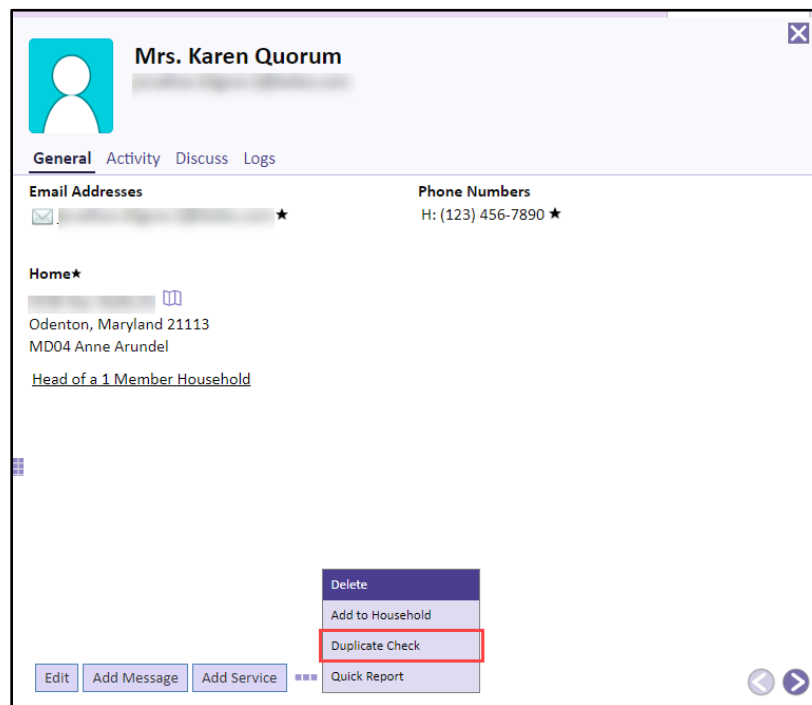 Mrs. Karen Quorum
General Activity Discuss Logs
Email Addresses
★
Phone Numbers
H: (123) 456-7890 ★
Home★
Odenton, Maryland 21113
MD04 Anne Arundel
Head of a 1 Member Household
Delete
Add to Household
Duplicate Check
Quick Report
Edit Add Message Add Service